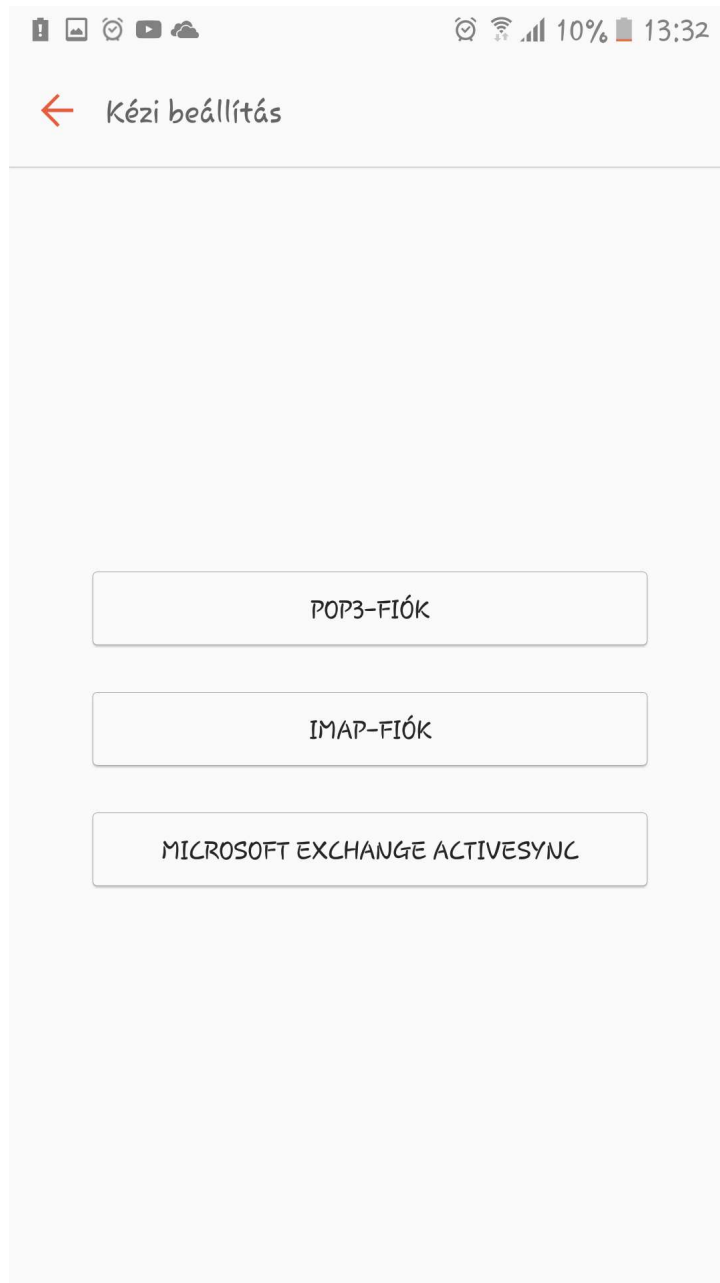 10% 13:32
Kézi beállítás
POP3-FIÓK
IMAP-FIÓK
MICROSOFT EXCHANGE ACTIVESYNC